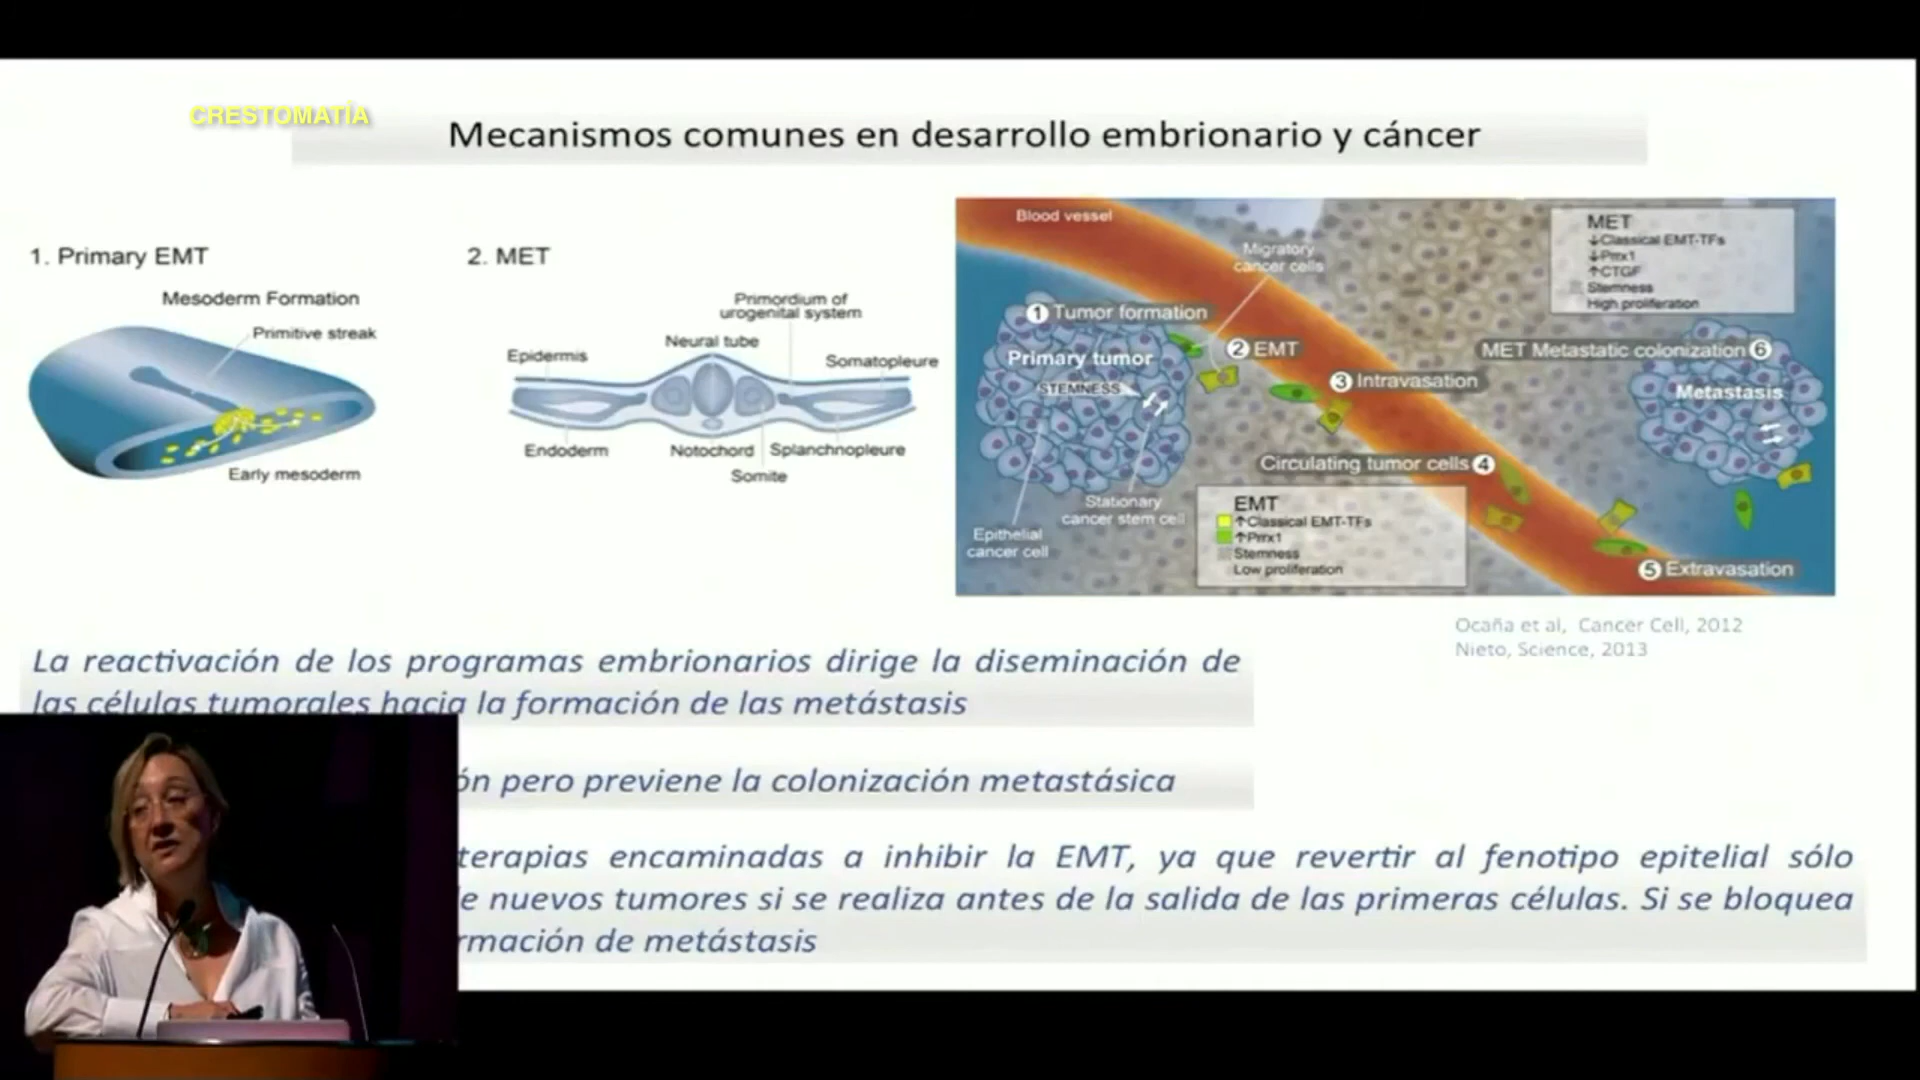 CRESTOMATÍA
Mecanismos comunes en desarrollo embrionario y cáncer
1. Primary EMT
Mesoderm Formation
Primitive streak
Early mesoderm
2. MET
Primordium of
urogenital system
Neural tube
Epidermis
Somatopleure
Endoderm
Notochord
Splanchnopleure
Somite
Blood vessel
Migratory
cancer cells
MET
↓Classical EMT-TFs
↓Prrx1
↑CTGF
Stemness
High proliferation
1 Tumor formation
Primary tumor
STEMNESS
2 EMT
3 Intravasation
MET Metastatic colonization 6
Metastasis
Circulating tumor cells 4
Stationary
cancer stem cell
Epithelial
cancer cell
EMT
↑Classical EMT-TFs
↑Prrx1
Stemness
Low proliferation
5 Extravasation
Ocaña et al, Cancer Cell, 2012
Nieto, Science, 2013
La reactivación de los programas embrionarios dirige la diseminación de
las células tumorales hacia la formación de las metástasis
ón pero previene la colonización metastásica
terapias encaminadas a inhibir la EMT, ya que revertir al fenotipo epitelial sólo
e nuevos tumores si se realiza antes de la salida de las primeras células. Si se bloquea
rmación de metástasis